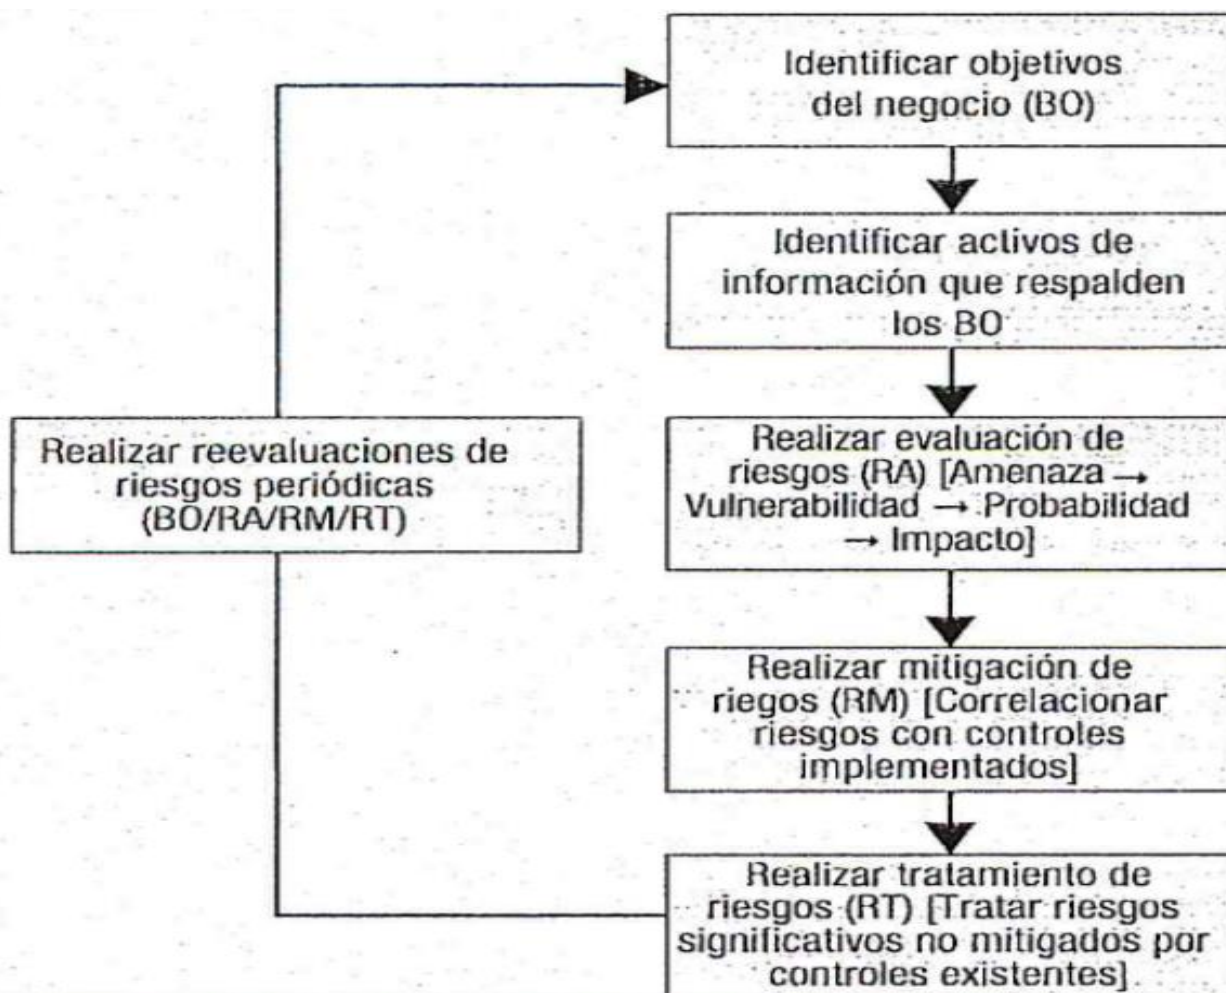 Identificar objetivos
del negocio (BO)
Identificar activos de
información que respalden
los BO
Realizar evaluación de
riesgos (RA) [Amenaza →
Vulnerabilidad → Probabilidad
→ Impacto]
Realizar mitigación de
riegos (RM) [Correlacionar
riesgos con controles
implementados]
Realizar tratamiento de
riesgos (RT) [Tratar riesgos
significativos no mitigados por
controles existentes]
Realizar reevaluaciones de
riesgos periódicas
(BO/RA/RM/RT)